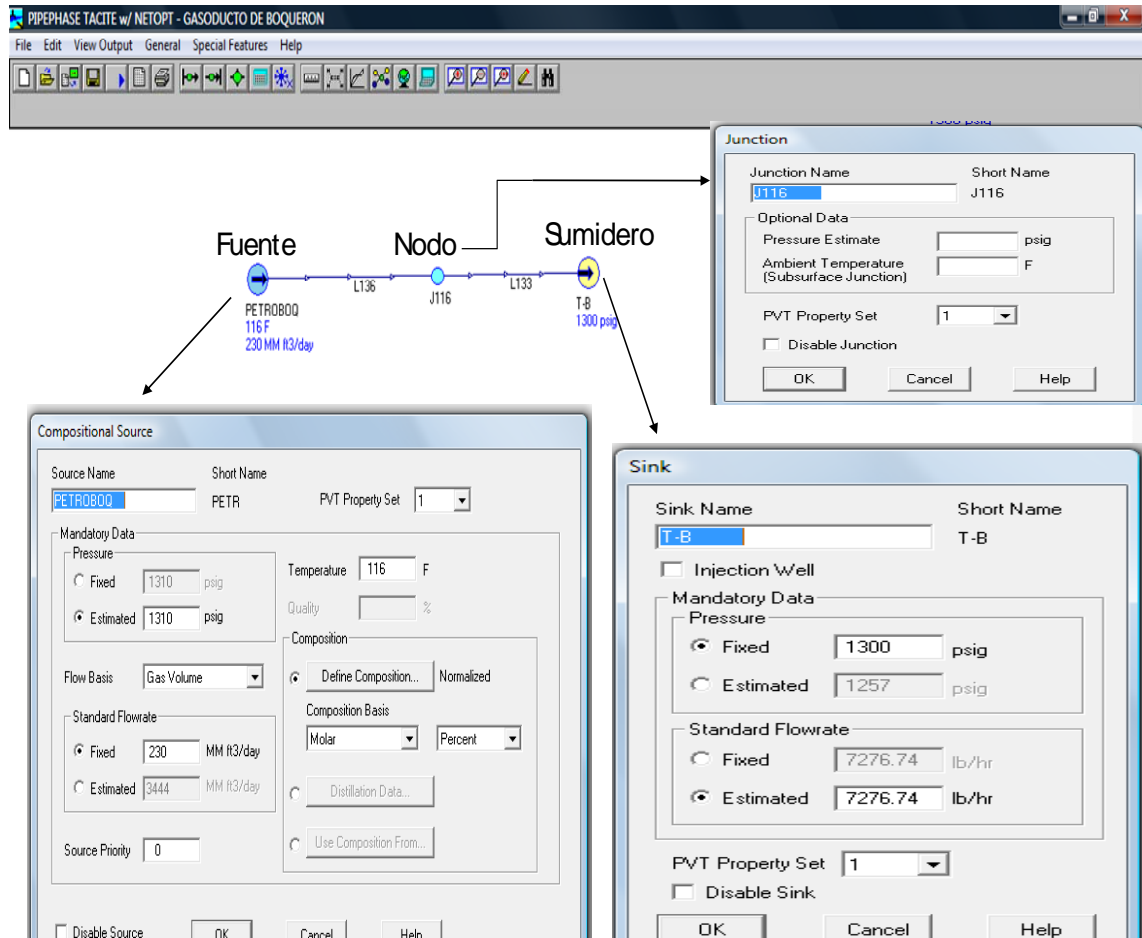 PIPEPHASE TACITE w/ NETOPT - GASODUCTO DE BOQUERON
File Edit View Output General Special Features Help
1300 psig
Fuente Nodo Sumidero
L136 L133
J116
PETROBOQ
116 F
230 MM ft3/day
T-B
1300 psig
Junction
Junction Name Short Name
J116 J116
Optional Data
Pressure Estimate psig
Ambient Temperature F
(Subsurface Junction)
PVT Property Set 1
Disable Junction
OK Cancel Help
Compositional Source
Source Name Short Name
PETROBOQ PETR PVT Property Set 1
Mandatory Data
Pressure
Fixed 1310 psig
Estimated 1310 psig
Temperature 116 F
Quality %
Flow Basis Gas Volume
Standard Flowrate
Fixed 230 MM ft3/day
Estimated 3444 MM ft3/day
Source Priority 0
Composition
Define Composition... Normalized
Composition Basis
Molar Percent
Distillation Data...
Use Composition From...
Disable Source OK Cancel Help
Sink
Sink Name Short Name
T-B T-B
Injection Well
Mandatory Data
Pressure
Fixed 1300 psig
Estimated 1257 psig
Standard Flowrate
Fixed 7276.74 lb/hr
Estimated 7276.74 lb/hr
PVT Property Set 1
Disable Sink
OK Cancel Help